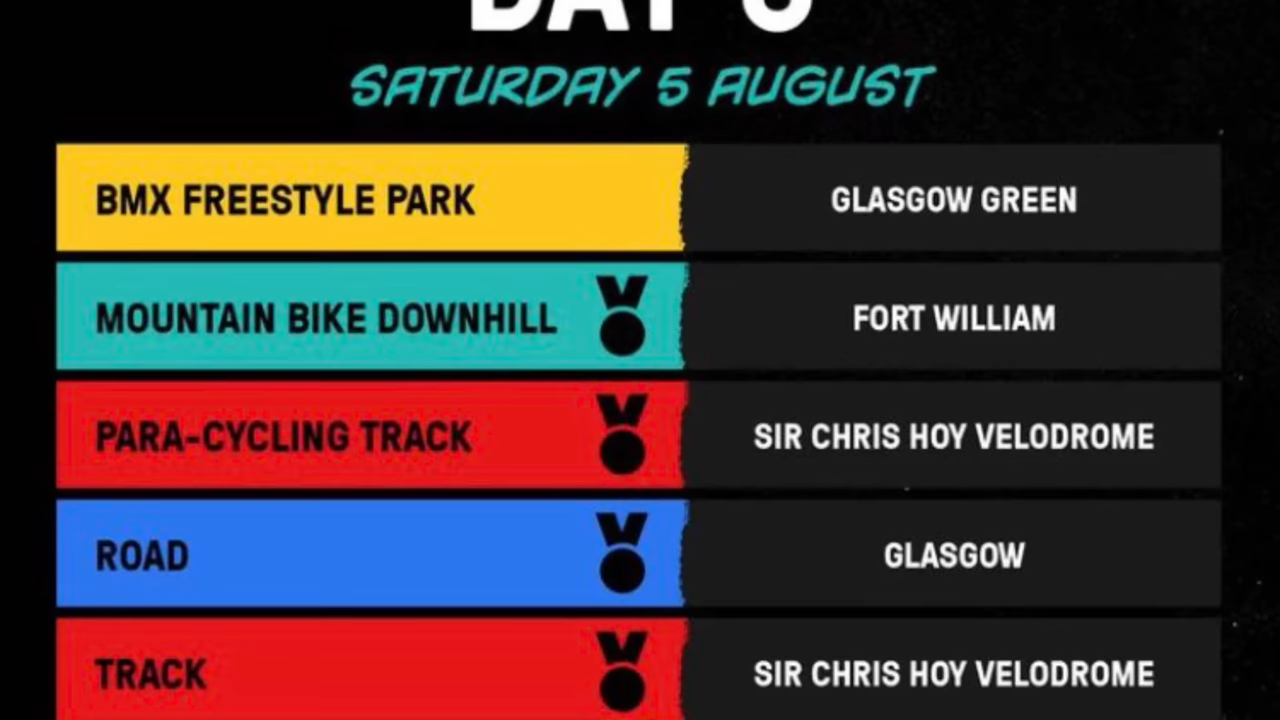 DAY
SATURDAY 5 AUGUST
BMX FREESTYLE PARK GLASGOW GREEN
MOUNTAIN BIKE DOWNHILL FORT WILLIAM
PARA-CYCLING TRACK SIR CHRIS HOY VELODROME
ROAD GLASGOW
TRACK SIR CHRIS HOY VELODROME